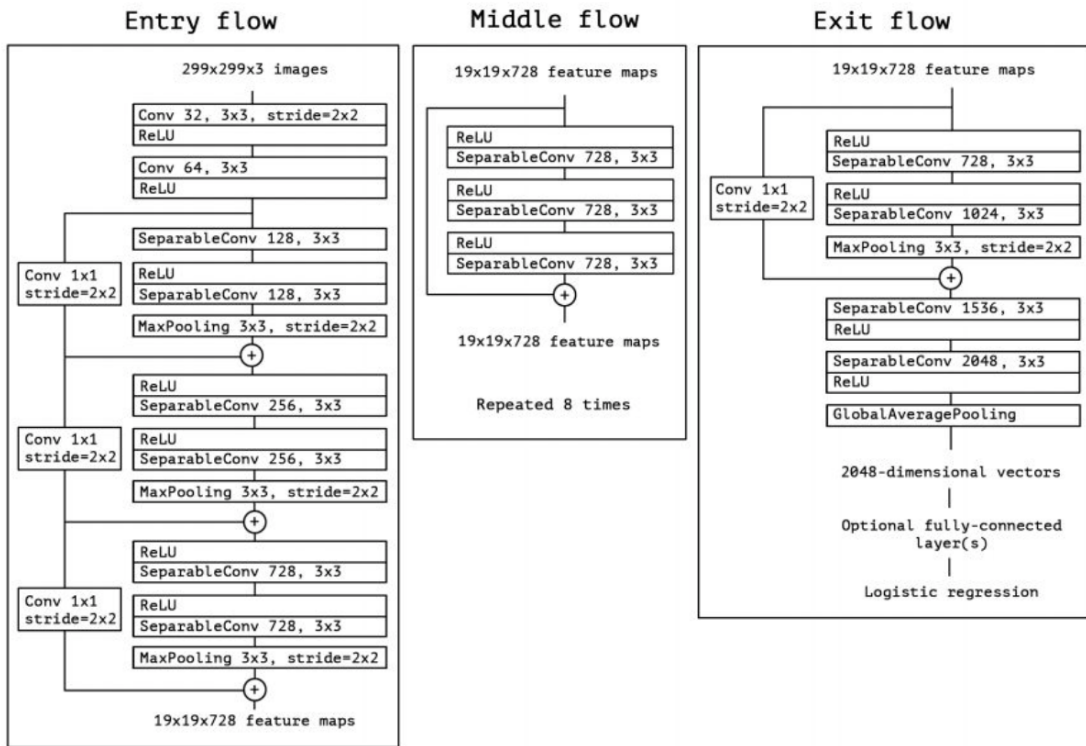 Entry flow
299x299x3 images
Conv 32, 3x3, stride=2x2
ReLU
Conv 64, 3x3
ReLU
SeparableConv 128, 3x3
Conv 1x1
stride=2x2
ReLU
SeparableConv 128, 3x3
MaxPooling 3x3, stride=2x2
+
ReLU
SeparableConv 256, 3x3
Conv 1x1
stride=2x2
ReLU
SeparableConv 256, 3x3
MaxPooling 3x3, stride=2x2
+
ReLU
SeparableConv 728, 3x3
Conv 1x1
stride=2x2
ReLU
SeparableConv 728, 3x3
MaxPooling 3x3, stride=2x2
+
19x19x728 feature maps
Middle flow
19x19x728 feature maps
ReLU
SeparableConv 728, 3x3
ReLU
SeparableConv 728, 3x3
ReLU
SeparableConv 728, 3x3
+
19x19x728 feature maps
Repeated 8 times
Exit flow
19x19x728 feature maps
ReLU
SeparableConv 728, 3x3
Conv 1x1
stride=2x2
ReLU
SeparableConv 1024, 3x3
MaxPooling 3x3, stride=2x2
+
SeparableConv 1536, 3x3
ReLU
SeparableConv 2048, 3x3
ReLU
GlobalAveragePooling
2048-dimensional vectors
Optional fully-connected
layer(s)
Logistic regression